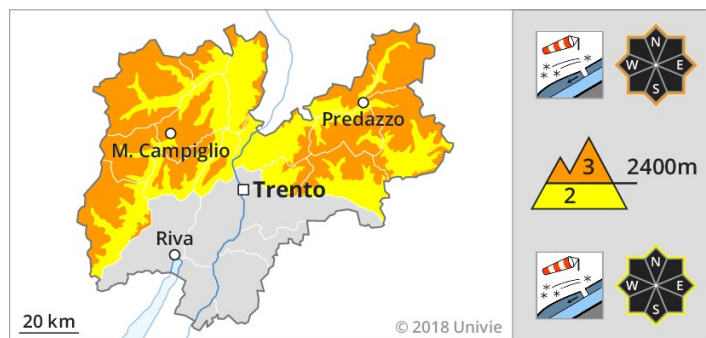 Predazzo
M. Campiglio
Trento
Riva
20 km
© 2018 Univie
N
W E
S
3 2400m
2
N
W E
S